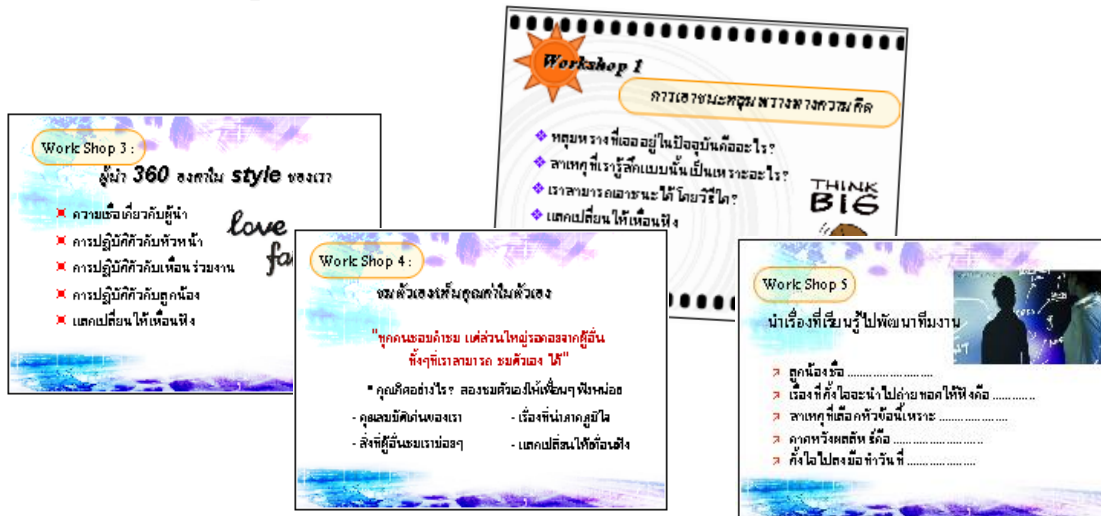 Workshop 1
การเอาชนะหลุมพรางทางความคิด
หลุมพรางที่เจออยู่ในปัจจุบันคืออะไร?
สาเหตุที่เรารู้สึกแบบนั้นเป็นเพราะอะไร?
เราสามารถเอาชนะได้โดยวิธีใด?
แลกเปลี่ยนให้เพื่อนฟัง
THINK
BIG
Work Shop 3 :
ผู้นำ 360 องศาใน style ของเรา
ความเชื่อเกี่ยวกับผู้นำ
การปฏิบัติตัวกับหัวหน้า
การปฏิบัติตัวกับเพื่อนร่วมงาน
การปฏิบัติตัวกับลูกน้อง
แลกเปลี่ยนให้เพื่อนฟัง
love
Work Shop 4 :
ชมตัวเองเห็นคุณค่าในตัวเอง
"ทุกคนชอบคำชม แต่ส่วนใหญ่รอคอยจากผู้อื่น
ทั้งๆที่เราสามารถ ชมตัวเอง ได้"
* คุณคิดอย่างไร? ลองชมตัวเองให้เพื่อนๆ ฟังหน่อย
- คุณสมบัติเด่นของเรา
- เรื่องที่น่าภาคภูมิใจ
- สิ่งที่ผู้อื่นชมเราบ่อยๆ
- แลกเปลี่ยนให้เพื่อนฟัง
Work Shop 5
นำเรื่องที่เรียนรู้ไปพัฒนาทีมงาน
ลูกน้องชื่อ ........................
เรื่องที่ตั้งใจจะนำไปถ่ายทอดให้ฟังคือ ............
สาเหตุที่เลือกหัวข้อนี้เพราะ ...................
คาดหวังผลลัพธ์คือ .........................
ตั้งใจไปลงมือทำวันที่ ...................